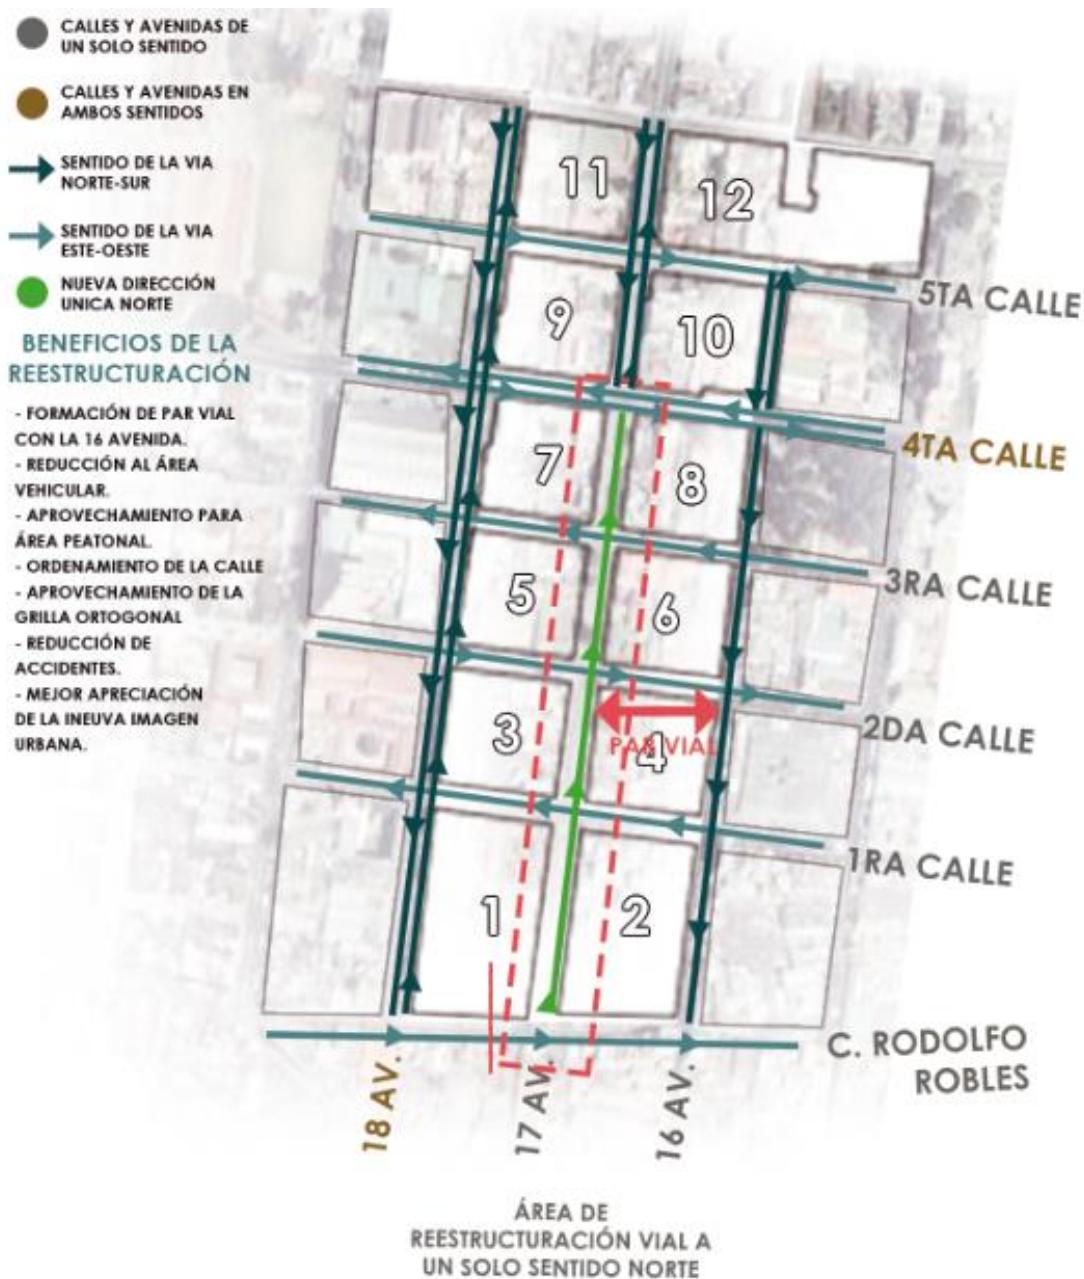 CALLES Y AVENIDAS DE
UN SOLO SENTIDO
CALLES Y AVENIDAS EN
AMBOS SENTIDOS
SENTIDO DE LA VIA
NORTE-SUR
SENTIDO DE LA VIA
ESTE-OESTE
NUEVA DIRECCIÓN
UNICA NORTE
BENEFICIOS DE LA
REESTRUCTURACIÓN
- FORMACIÓN DE PAR VIAL
CON LA 16 AVENIDA.
- REDUCCIÓN AL ÁREA
VEHICULAR.
- APROVECHAMIENTO PARA
ÁREA PEATONAL.
- ORDENAMIENTO DE LA CALLE
- APROVECHAMIENTO DE LA
GRILLA ORTOGONAL
- REDUCCIÓN DE
ACCIDENTES.
- MEJOR APRECIACIÓN
DE LA INEUVA IMAGEN
URBANA.
11
12
5TA CALLE
9
10
4TA CALLE
7
8
3RA CALLE
5
6
2DA CALLE
3
PAR VIAL
4
1RA CALLE
1
2
C. RODOLFO
ROBLES
18 AV.
17 AV.
16 AV.
ÁREA DE
REESTRUCTURACIÓN VIAL A
UN SOLO SENTIDO NORTE